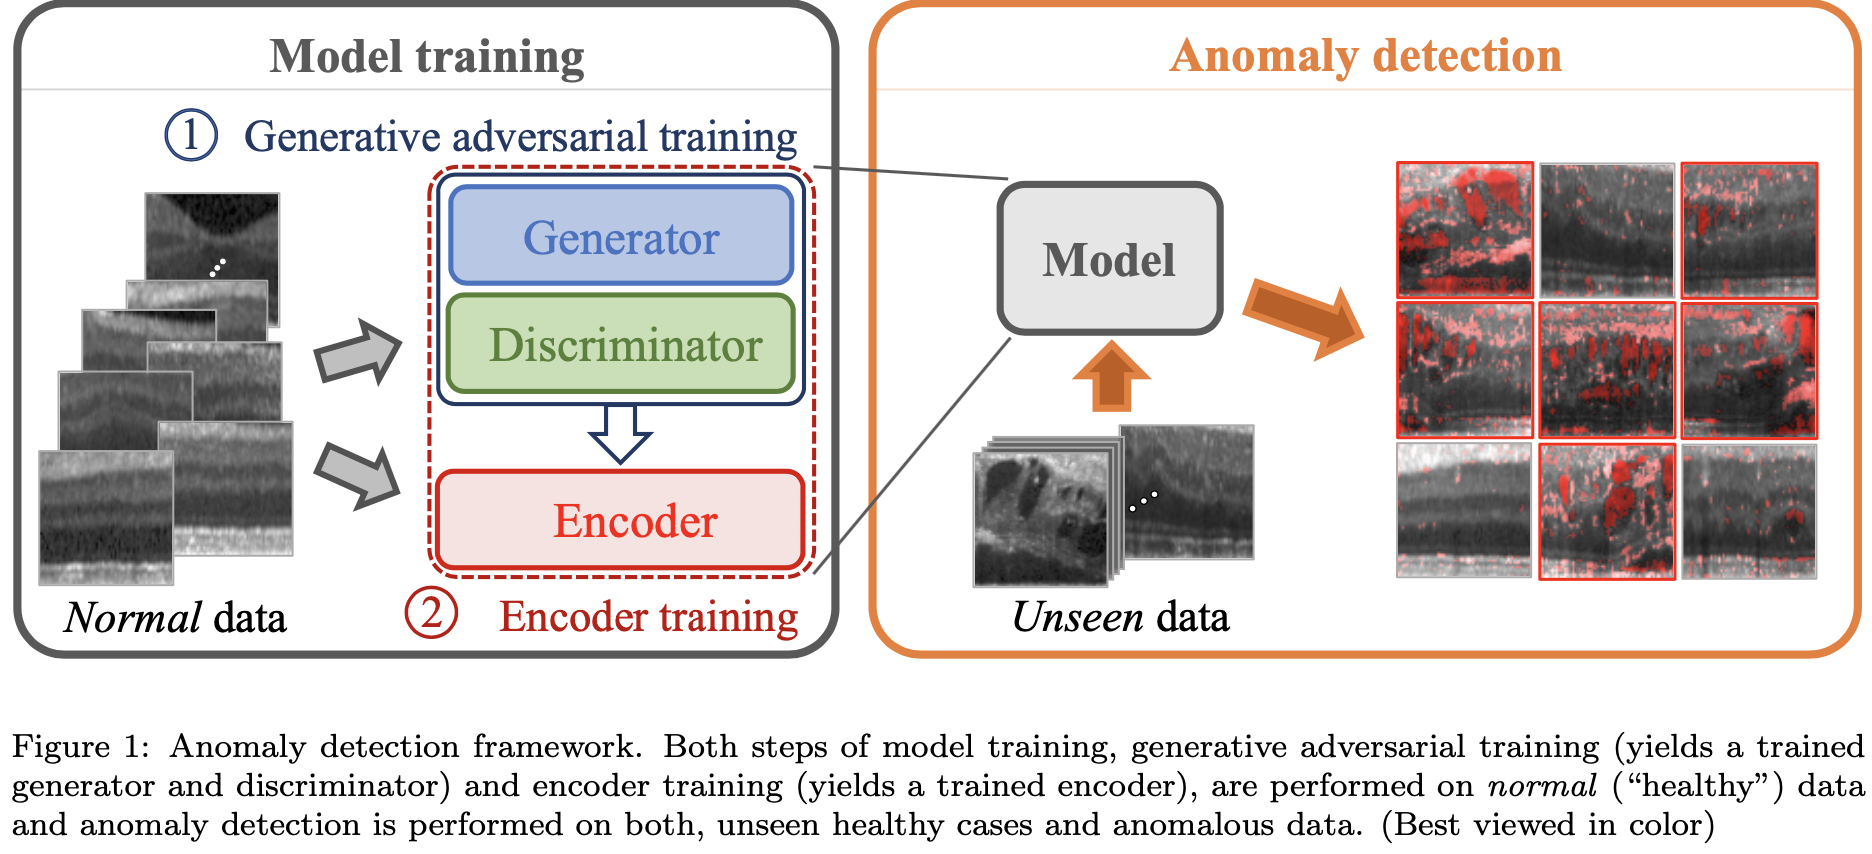 Model training
① Generative adversarial training
Generator
Discriminator
Encoder
Normal data
② Encoder training
Anomaly detection
Model
Unseen data
Figure 1: Anomaly detection framework. Both steps of model training, generative adversarial training (yields a trained
generator and discriminator) and encoder training (yields a trained encoder), are performed on normal (“healthy”) data
and anomaly detection is performed on both, unseen healthy cases and anomalous data. (Best viewed in color)